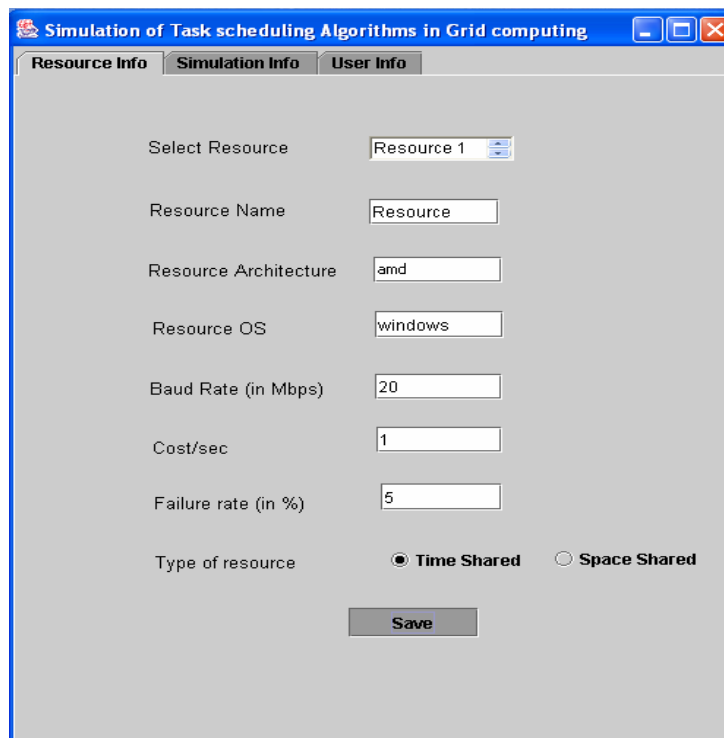 Simulation of Task scheduling Algorithms in Grid computing
Resource Info Simulation Info User Info
Select Resource Resource 1
Resource Name Resource
Resource Architecture amd
Resource OS windows
Baud Rate (in Mbps) 20
Cost/sec 1
Failure rate (in %) 5
Type of resource Time Shared Space Shared
Save